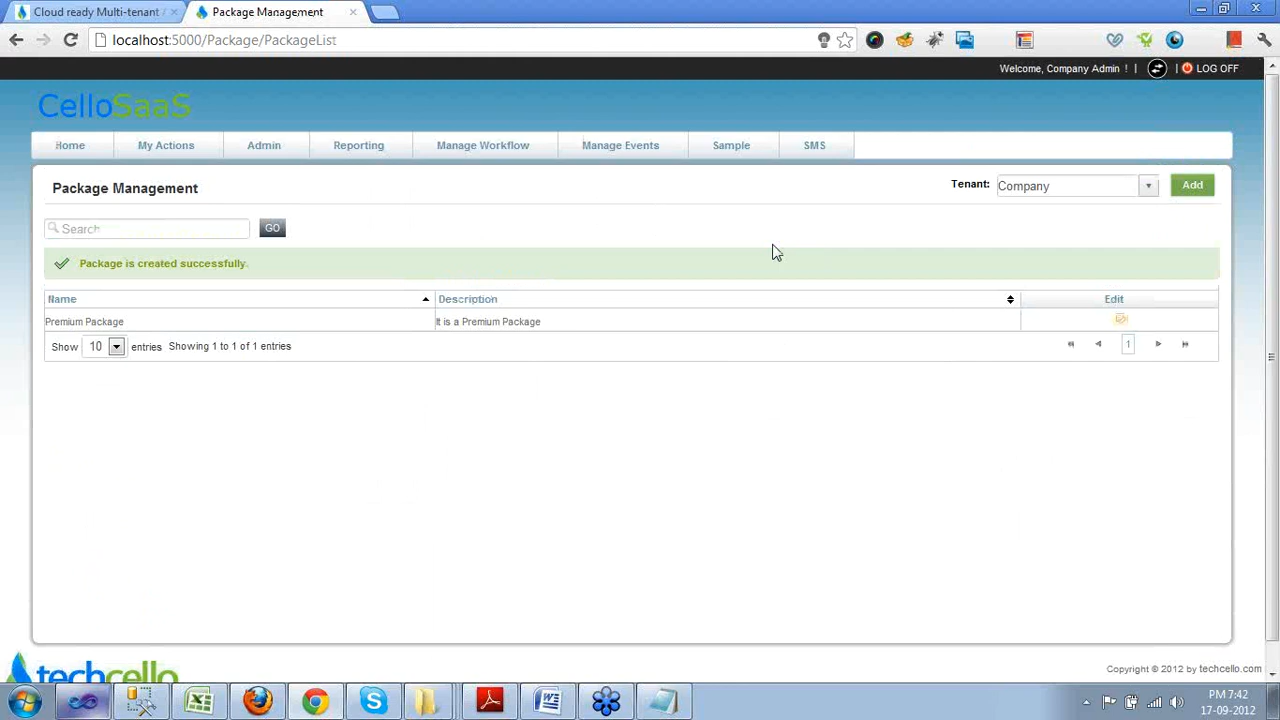 Cloud ready Multi-tenant /
Package Management
localhost:5000/Package/PackageList
Welcome, Company Admin ! | | LOG OFF
CelloSaaS
Home My Actions Admin Reporting Manage Workflow Manage Events Sample SMS
Package Management
Tenant: Company Add
Search GO
Package is created successfully.
Name Description Edit
Premium Package It is a Premium Package
Show 10 entries Showing 1 to 1 of 1 entries 1
techcello
Copyright © 2012 by techcello.com
PM 7:42
17-09-2012